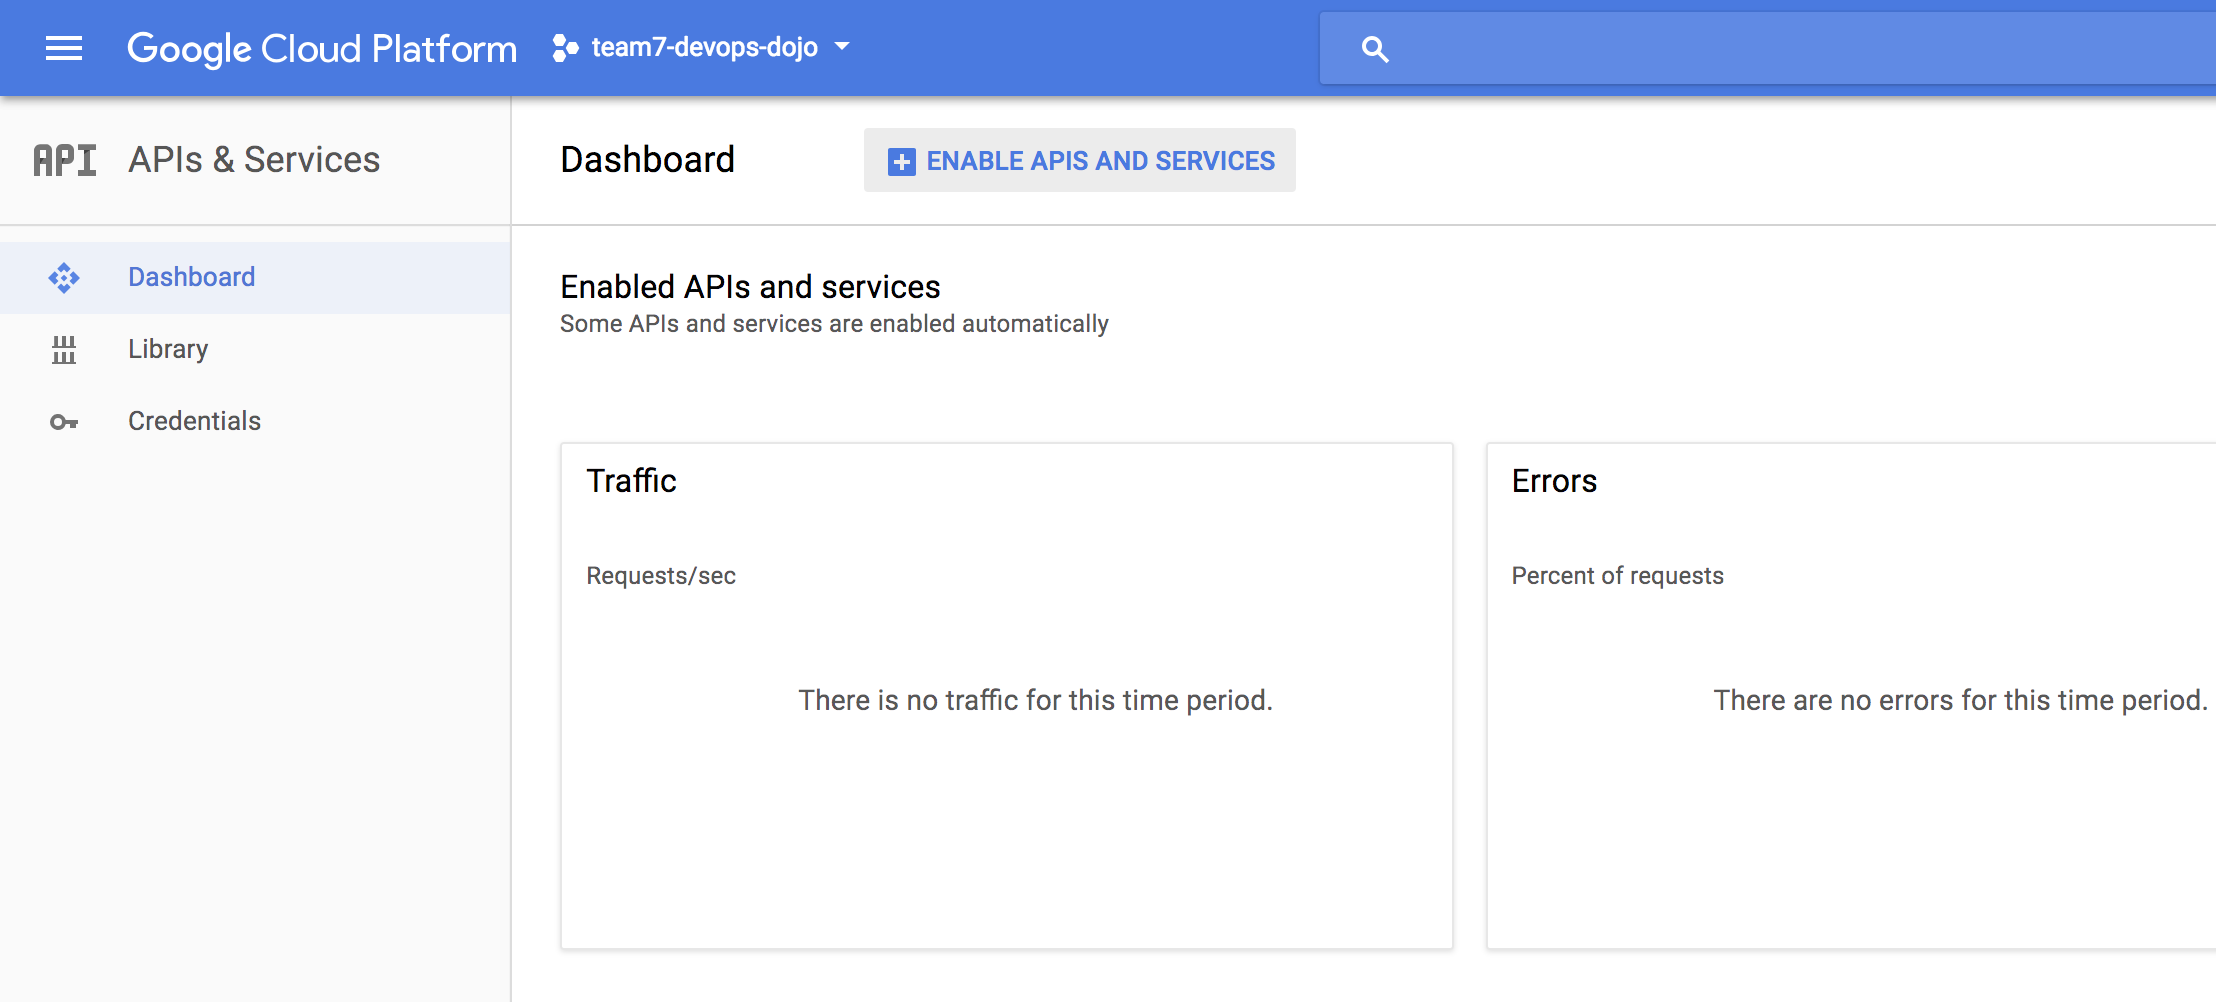 Google Cloud Platform
team7-devops-dojo
API
APIs & Services
Dashboard
ENABLE APIS AND SERVICES
Dashboard
Library
Credentials
Enabled APIs and services
Some APIs and services are enabled automatically
Traffic
Requests/sec
There is no traffic for this time period.
Errors
Percent of requests
There are no errors for this time period.